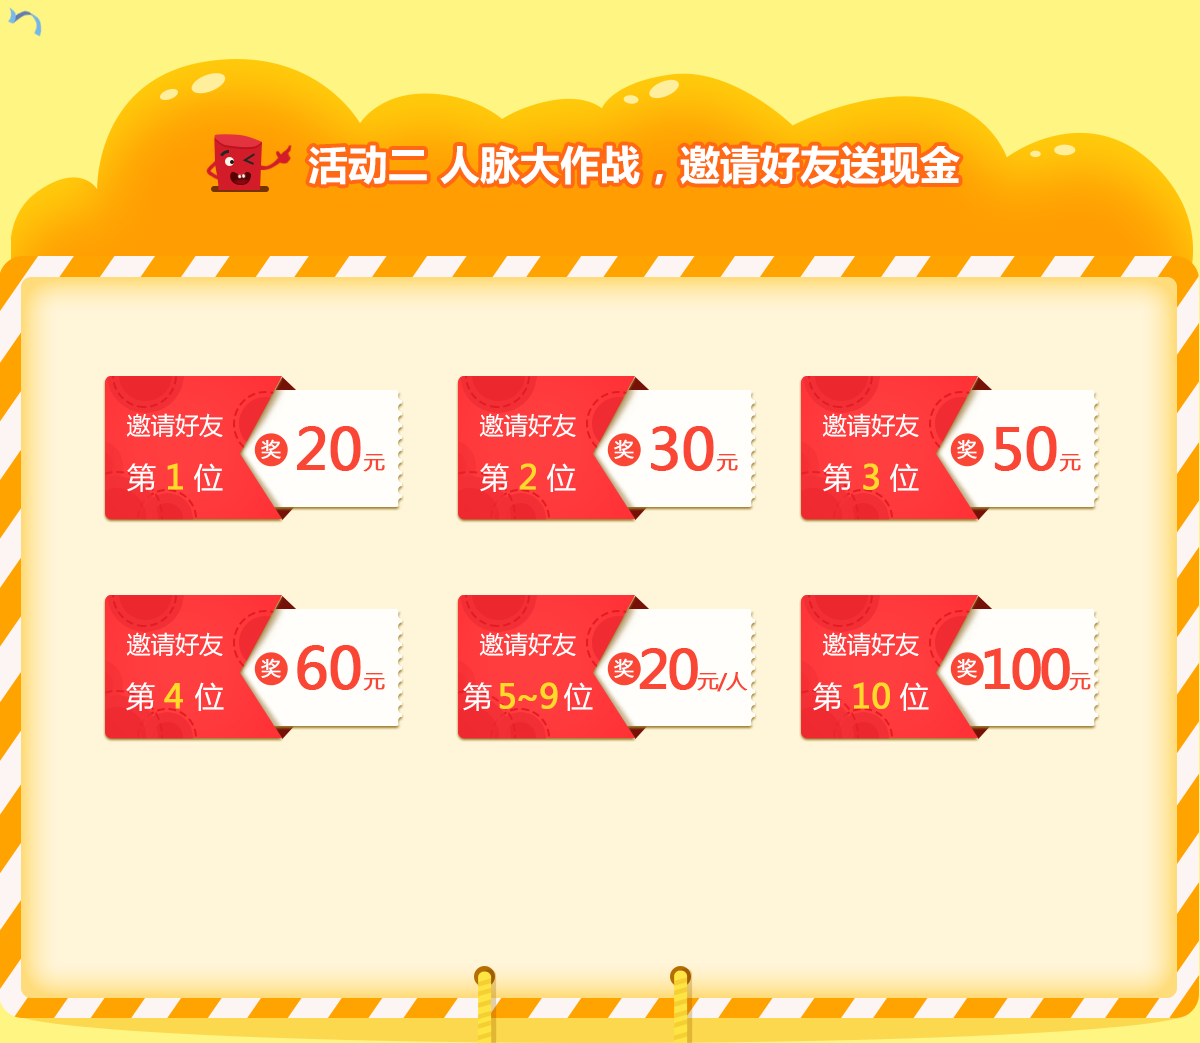 活动二 人脉大作战，邀请好友送现金
邀请好友
第 1 位
奖 20元
邀请好友
第 2 位
奖 30元
邀请好友
第 3 位
奖 50元
邀请好友
第 4 位
奖 60元
邀请好友
第 5~9 位
奖 20元/人
邀请好友
第 10 位
奖 100元